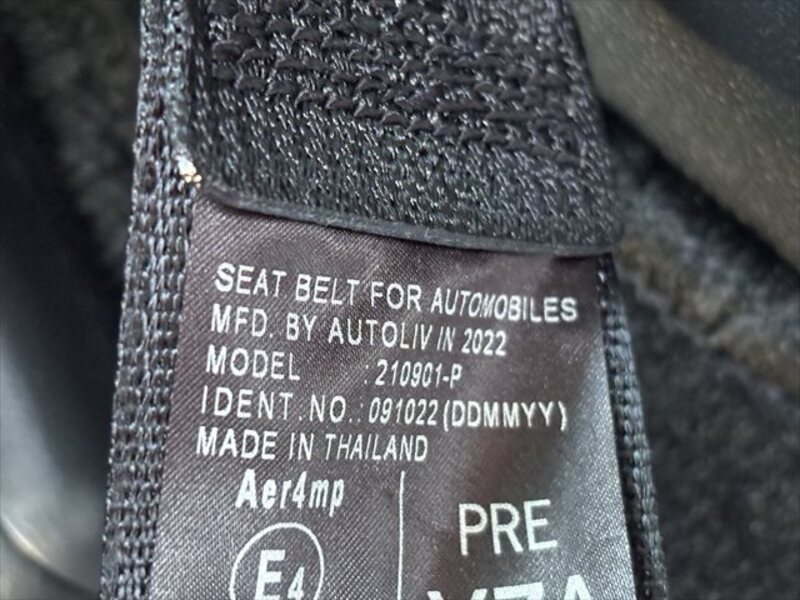 SEAT BELT FOR AUTOMOBILES
MFD. BY AUTOLIV IN 2022
MODEL : 210901-P
IDENT.NO.: 091022 (DDMMYY)
MADE IN THAILAND
Aer4mp
PRE
E4